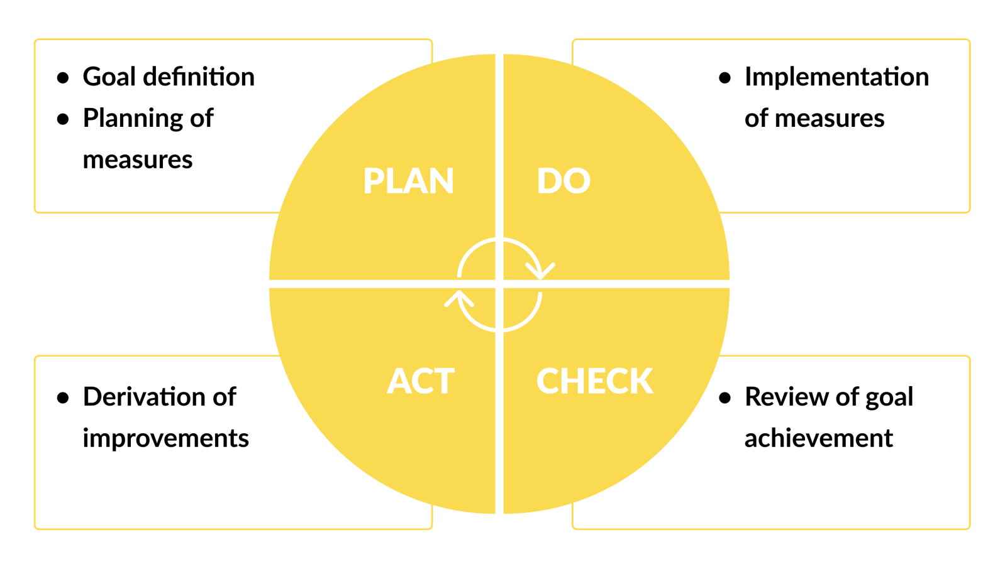 ● Goal definition
● Planning of
measures
PLAN
DO
● Implementation
of measures
● Derivation of
improvements
ACT
CHECK
● Review of goal
achievement